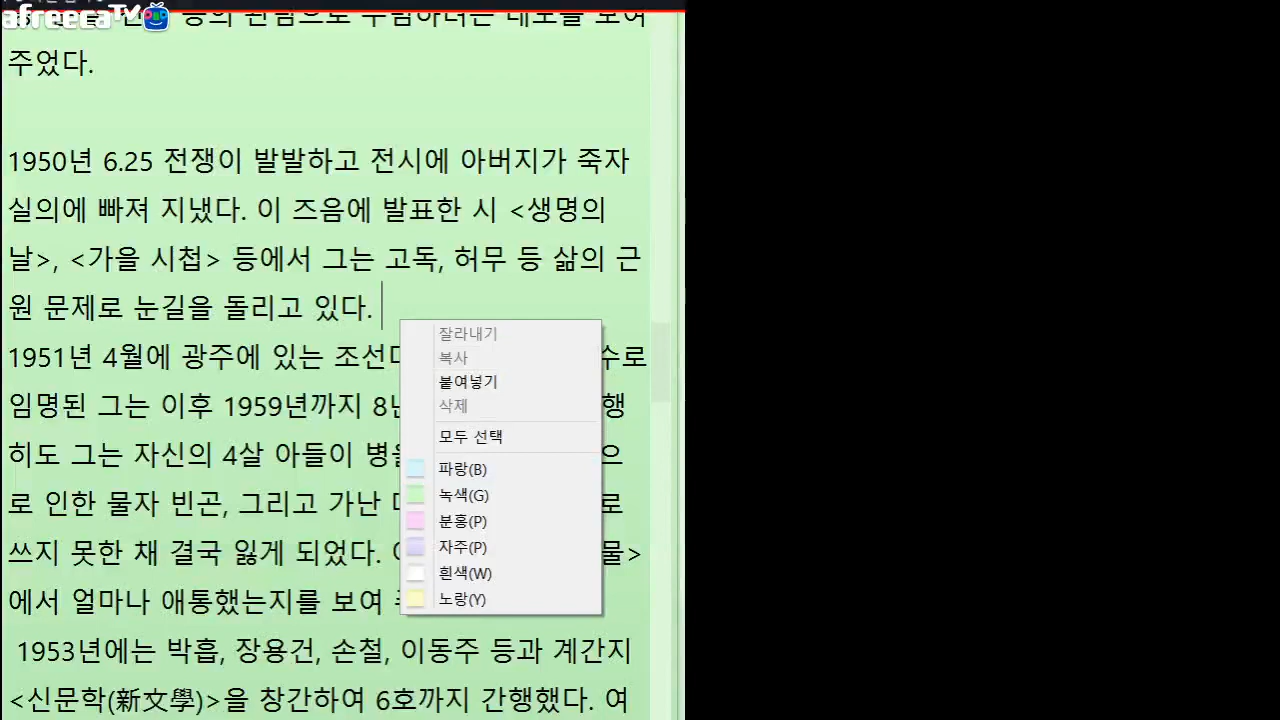 afreecaTV
주었다.
1950년 6.25 전쟁이 발발하고 전시에 아버지가 죽자
실의에 빠져 지냈다. 이 즈음에 발표한 시 <생명의
날>, <가을 시첩> 등에서 그는 고독, 허무 등 삶의 근
원 문제로 눈길을 돌리고 있다.
1951년 4월에 광주에 있는 수로
임명된 그는 이후 1959년까지 행
히도 그는 자신의 4살 아들이 으
로 인한 물자 빈곤, 그리고 가난 로
쓰지 못한 채 결국 잃게 되었다. 물>
에서 얼마나 애통했는지를 보여
1953년에는 박흡, 장용건, 손철, 이동주 등과 계간지
<신문학(新文學)>을 창간하여 6호까지 간행했다. 여
잘라내기
복사
붙여넣기
삭제
모두 선택
파랑(B)
녹색(G)
분홍(P)
자주(P)
흰색(W)
노랑(Y)